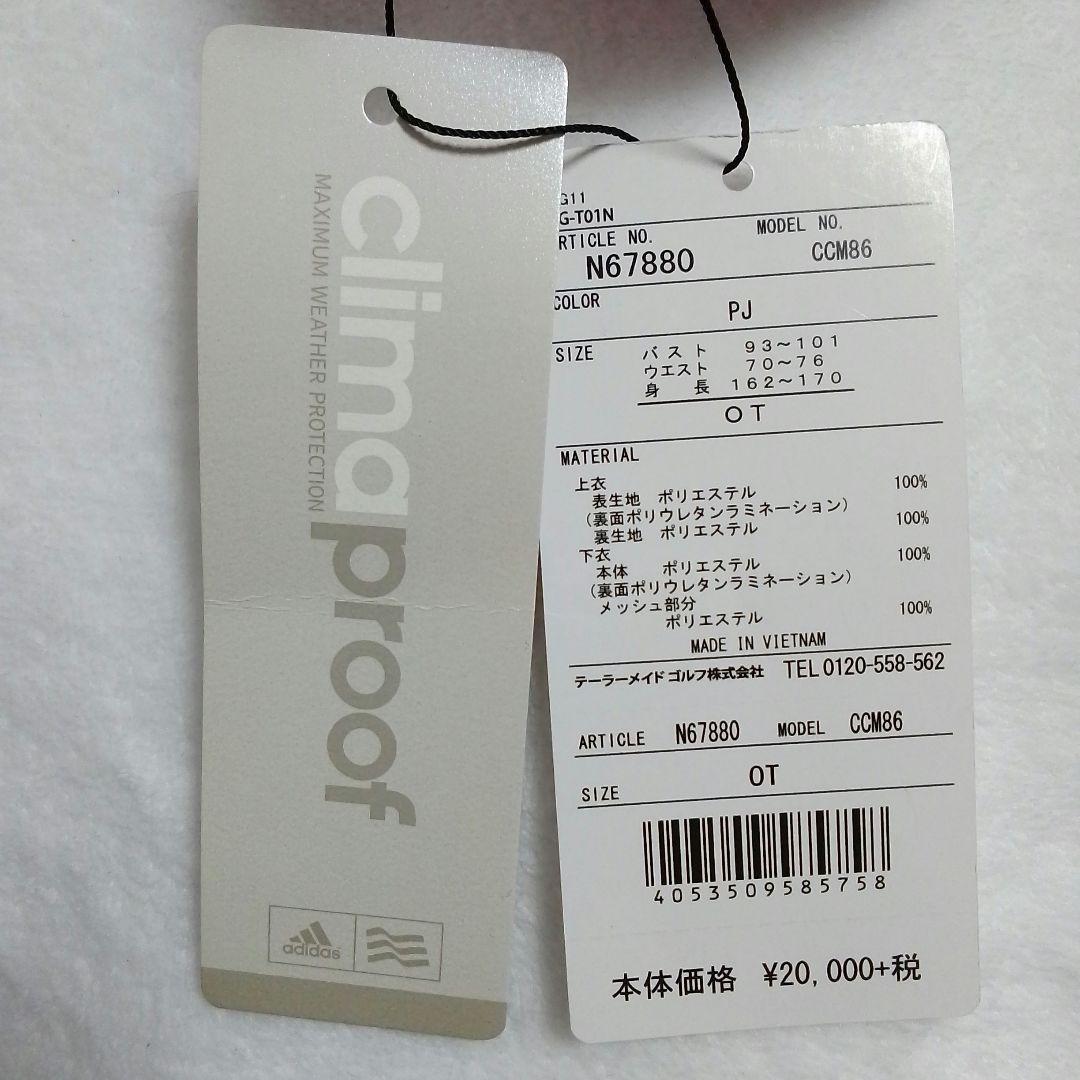 climaproof
MAXIMUM WEATHER PROTECTION
adidas
G11
G-T01N
RTICLE NO. MODEL NO.
N67880 CCM86
COLOR
PJ
SIZE バスト 93～101
ウエスト 70～76
身 長 162～170
OT
MATERIAL
上衣
表生地 ポリエステル 100%
(裏面ポリウレタンラミネーション)
裏生地 ポリエステル 100%
下衣
本体 ポリエステル 100%
(裏面ポリウレタンラミネーション)
メッシュ部分
ポリエステル 100%
MADE IN VIETNAM
テーラーメイド ゴルフ株式会社 TEL 0120-558-562
ARTICLE N67880 MODEL CCM86
SIZE OT
4053509585758
本体価格 ¥20,000+税